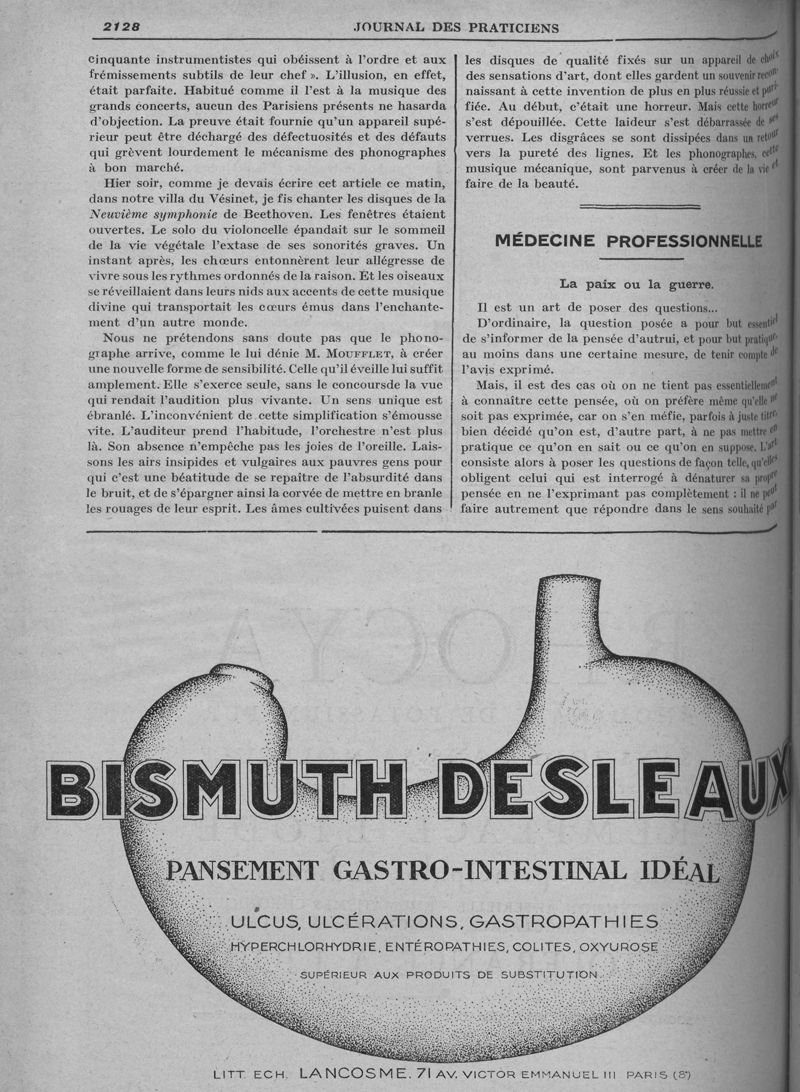 2128
JOURNAL DES PRATICIENS
cinquante instrumentistes qui obéissent à l'ordre et aux
frémissements subtils de leur chef ». L'illusion, en effet,
était parfaite. Habitué comme il l'est à la musique des
grands concerts, aucun des Parisiens présents ne hasarda
d'objection. La preuve était fournie qu'un appareil supé-
rieur peut être déchargé des défectuosités et des défauts
qui grèvent lourdement le mécanisme des phonographes
à bon marché.
Hier soir, comme je devais écrire cet article ce matin,
dans notre villa du Vésinet, je fis chanter les disques de la
Neuvième symphonie de Beethoven. Les fenêtres étaient
ouvertes. Le solo du violoncelle épandait sur le sommeil
de la vie végétale l'extase de ses sonorités graves. Un
instant après, les chœurs entonnèrent leur allégresse de
vivre sous les rythmes ordonnés de la raison. Et les oiseaux
se réveillaient dans leurs nids aux accents de cette musique
divine qui transportait les cœurs émus dans l'enchante-
ment d'un autre monde.
Nous ne prétendons sans doute pas que le phono-
graphe arrive, comme le lui dénie M. MOUFFLET, à créer
une nouvelle forme de sensibilité. Celle qu'il éveille lui suffit
amplement. Elle s'exerce seule, sans le concoursde la vue
qui rendait l'audition plus vivante. Un sens unique est
ébranlé. L'inconvénient de cette simplification s'émousse
vite. L'auditeur prend l'habitude, l'orchestre n'est plus
là. Son absence n'empêche pas les joies de l'oreille. Lais-
sons les airs insipides et vulgaires aux pauvres gens pour
qui c'est une béatitude de se repaître de l'absurdité dans
le bruit, et de s'épargner ainsi la corvée de mettre en branle
les rouages de leur esprit. Les âmes cultivées puisent dans
les disques de qualité fixés sur un appareil de choix
des sensations d'art, dont elles gardent un souvenir recon-
naissant à cette invention de plus en plus réussie et puri-
fiée. Au début, c'était une horreur. Mais cette horreur
s'est dépouillée. Cette laideur s'est débarrassée de ses
verrues. Les disgrâces se sont dissipées dans un retour
vers la pureté des lignes. Et les phonographes, cette
musique mécanique, sont parvenus à créer de la vie et
faire de la beauté.
MÉDECINE PROFESSIONNELLE
La paix ou la guerre.
Il est un art de poser des questions...
D'ordinaire, la question posée a pour but essentiel
de s'informer de la pensée d'autrui, et pour but pratique,
au moins dans une certaine mesure, de tenir compte de
l'avis exprimé.
Mais, il est des cas où on ne tient pas essentiellement
à connaître cette pensée, où on préfère même qu'elle ne
soit pas exprimée, car on s'en méfie, parfois à juste titre,
bien décidé qu'on est, d'autre part, à ne pas mettre en
pratique ce qu'on en sait ou ce qu'on en suppose. L'art
consiste alors à poser les questions de façon telle, qu'elles
obligent celui qui est interrogé à dénaturer sa propre
pensée en ne l'exprimant pas complètement : il ne peut
faire autrement que répondre dans le sens souhaité par
BISMUTH DESLEAUX
PANSEMENT GASTRO-INTESTINAL IDÉAL
ULCUS, ULCÉRATIONS, GASTROPATHIES
HYPERCHLORHYDRIE, ENTÉROPATHIES, COLITES, OXYUROSE
SUPÉRIEUR AUX PRODUITS DE SUBSTITUTION
LITT. ECH. LANCOSME. 71 AV. VICTOR EMMANUEL III PARIS (8°)